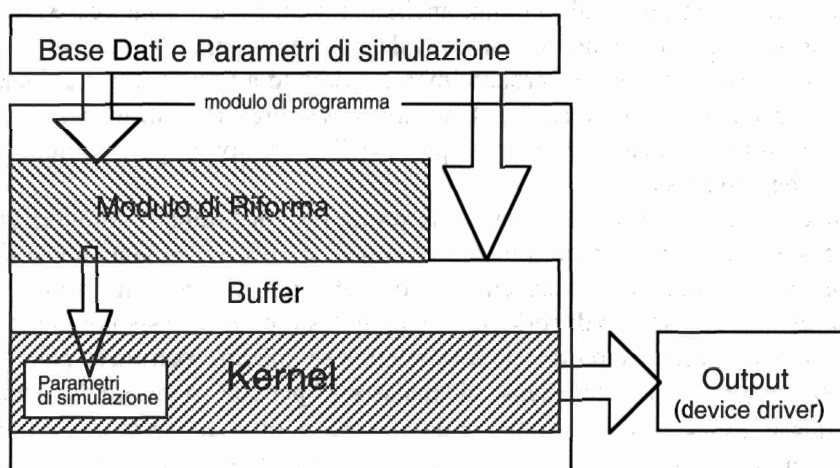 Base Dati e Parametri di simulazione
modulo di programma
Modulo di Riforma
Buffer
Kernel
Parametri
di simulazione
Output
(device driver)